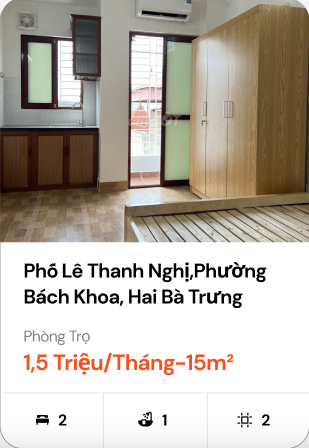 Phố Lê Thanh Nghị,Phường
Bách Khoa, Hai Bà Trưng
Phòng Trọ
1,5 Triệu/Tháng-15m²
2 1 2